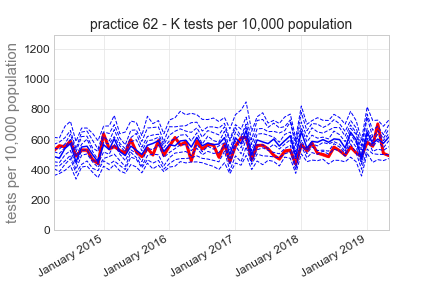 practice 62 - K tests per 10,000 population
tests per 10,000 population
1200
1000
800
600
400
200
0
January 2015
January 2016
January 2017
January 2018
January 2019